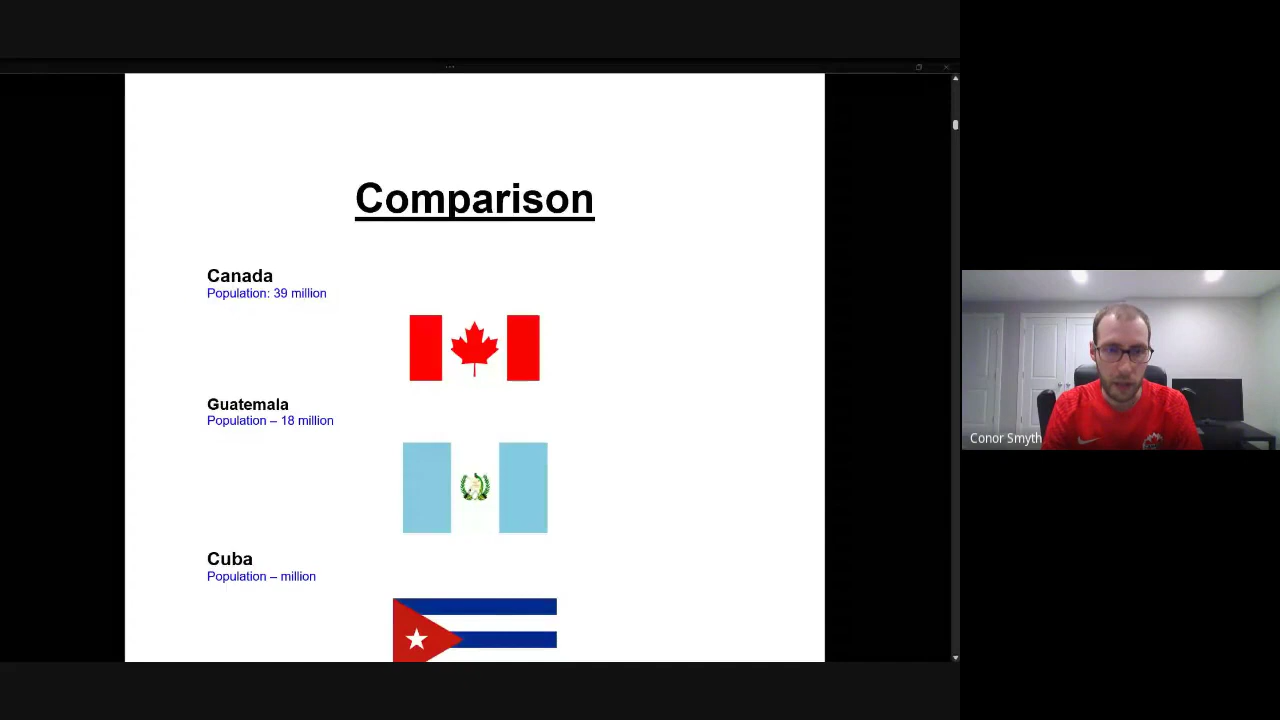 Comparison
Canada
Population: 39 million
Guatemala
Population – 18 million
Cuba
Population – million
Conor Smyth